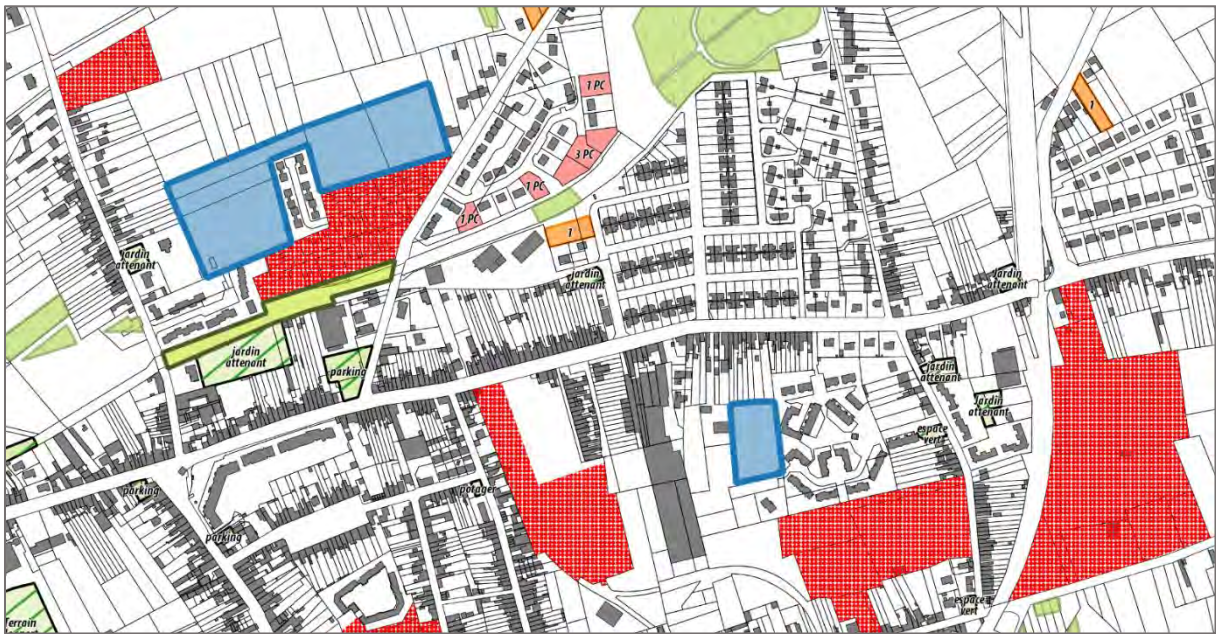 1 PC
1
3 PC
1 PC
1 PC
1
jardin
attenant
jardin
attenant
Jardin
attenant
jardin
attenant
parking
jardin
attenant
Jardin
attenant
espace
vert
parking
potager
parking
espace
vert
Terrain